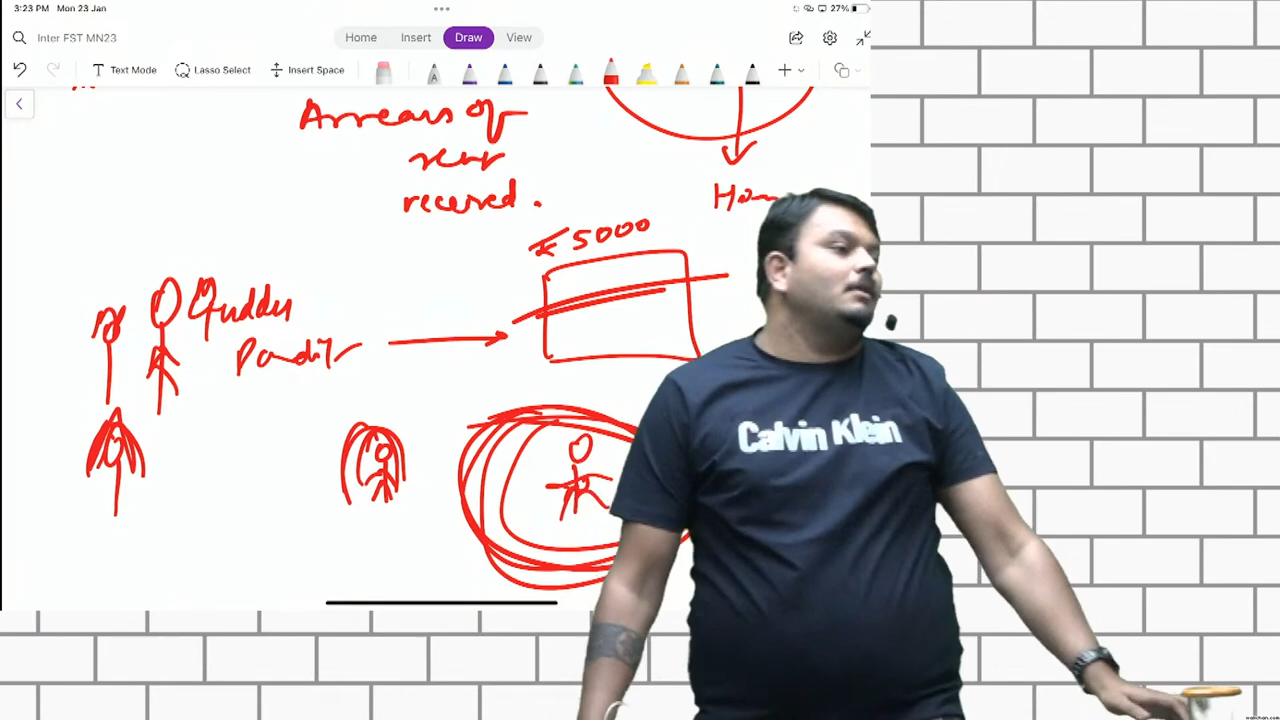 3:23 PM Mon 23 Jan
27%
Inter FST MN23
Home Insert Draw View
Text Mode Lasso Select Insert Space
A
Arrears of
rent
received.
₹ 5000
Guddu
Pandit
Calvin Klein